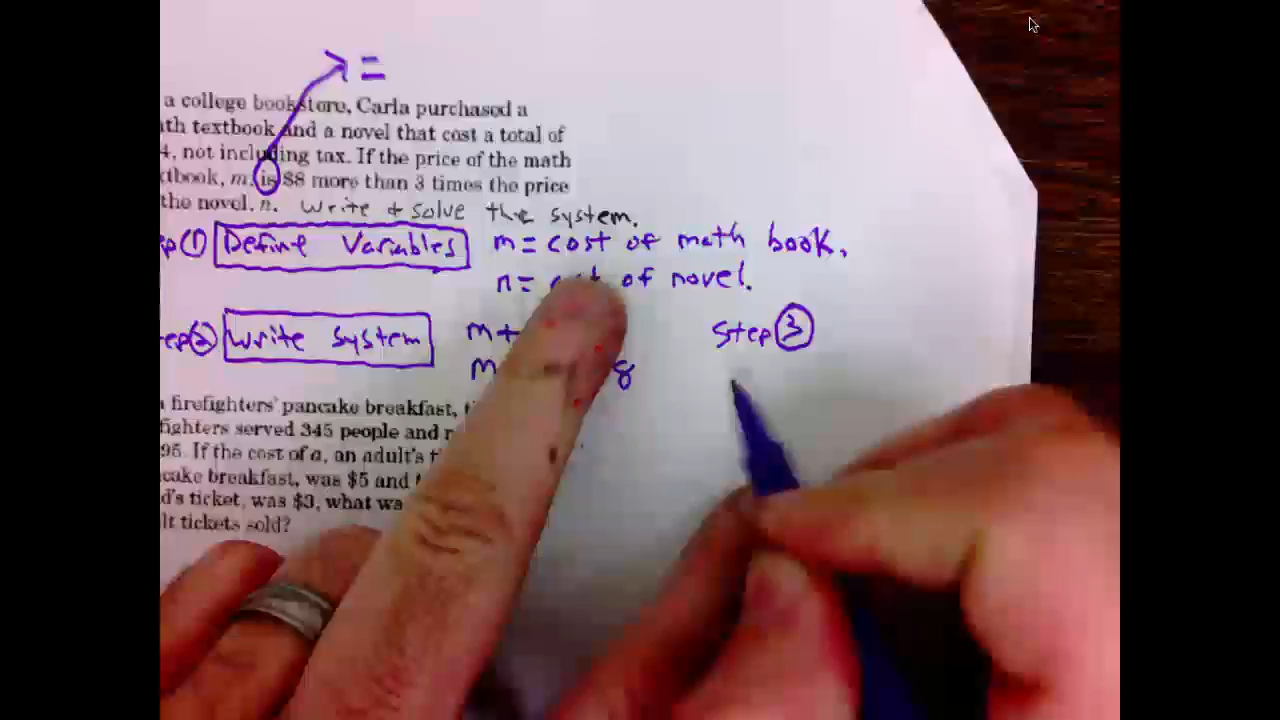 > =
a college bookstore, Carla purchased a
th textbook and a novel that cost a total of
4, not including tax. If the price of the math
tbook, m, is $8 more than 3 times the price
the novel, n. Write + solve the system.
p ① Define Variables m = cost of math book.
n = of novel.
ep ② Write System m +
m 8
Step ③
firefighters' pancake breakfast,
fighters served 345 people and
95. If the cost of a, an adult's
cake breakfast, was $5 and
d's ticket, was $3, what wa
lt tickets sold?